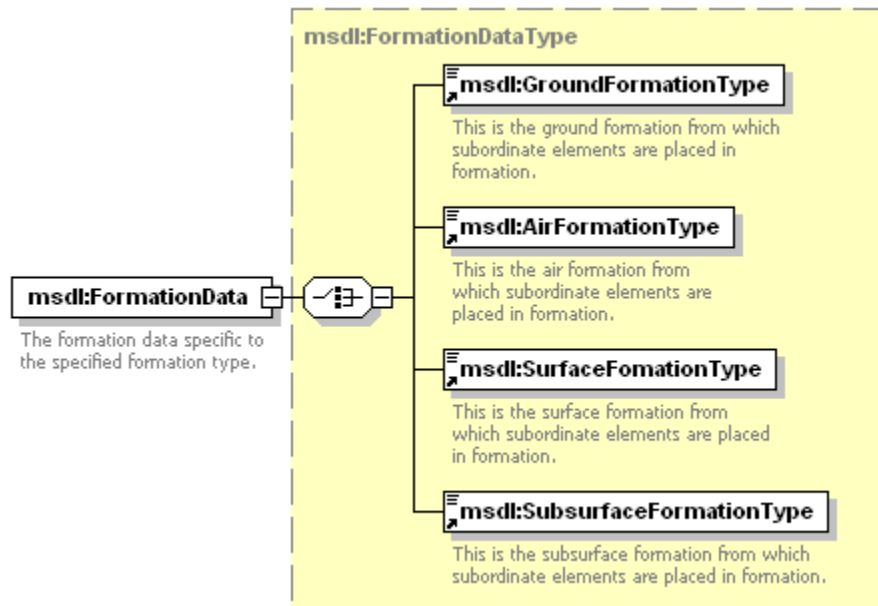 msdl:FormationDataType
msdl:GroundFormationType
This is the ground formation from which
subordinate elements are placed in
formation.
msdl:AirFormationType
This is the air formation from
which subordinate elements are
placed in formation.
msdl:FormationData
The formation data specific to
the specified formation type.
msdl:SurfaceFomationType
This is the surface formation from
which subordinate elements are placed
in formation.
msdl:SubsurfaceFormationType
This is the subsurface formation from which
subordinate elements are placed in formation.